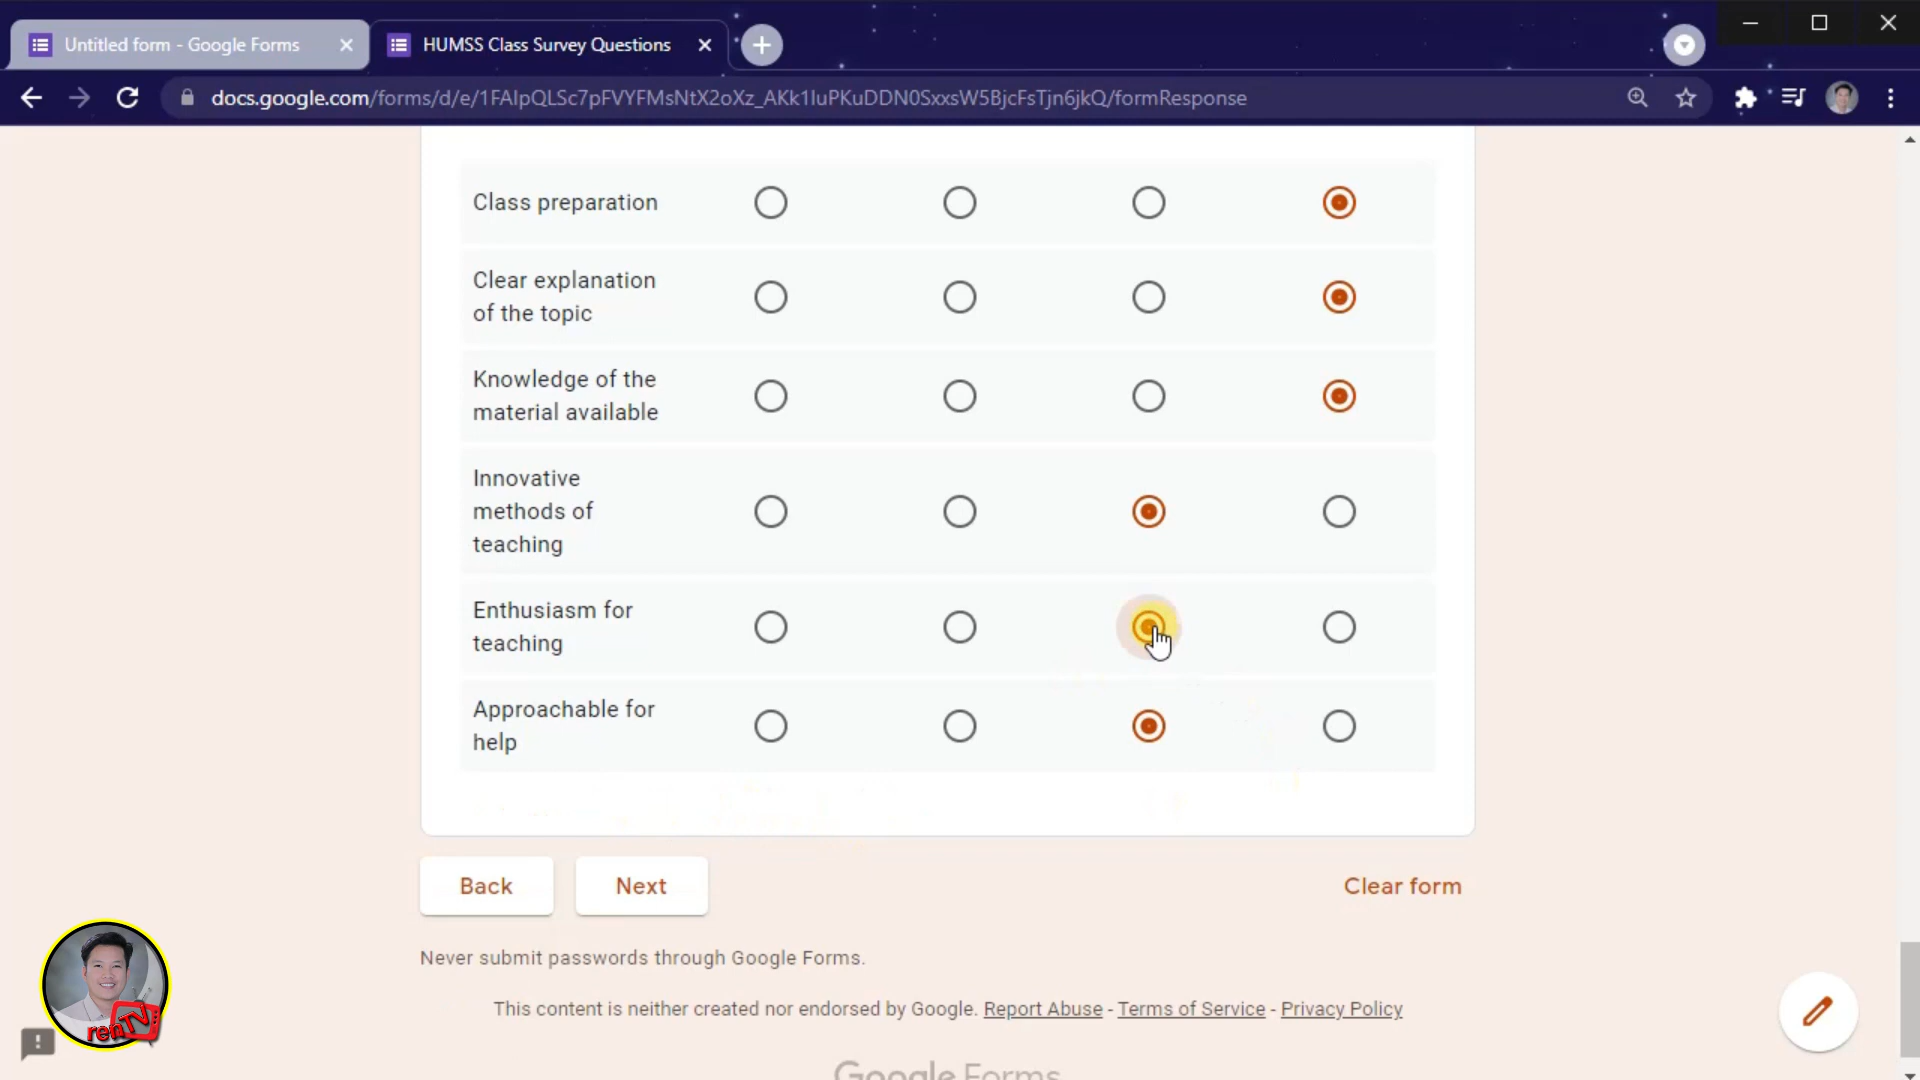 Untitled form - Google Forms
HUMSS Class Survey Questions
docs.google.com/forms/d/e/1FAIpQLSc7pFVYFMsNtX2oXz_AKk1IuPKuDDN0SxxsW5BjcFsTjn6jkQ/formResponse
Class preparation
Clear explanation
of the topic
Knowledge of the
material available
Innovative
methods of
teaching
Enthusiasm for
teaching
Approachable for
help
Back
Next
Clear form
Never submit passwords through Google Forms.
This content is neither created nor endorsed by Google. Report Abuse - Terms of Service - Privacy Policy
Google Forms
renTV